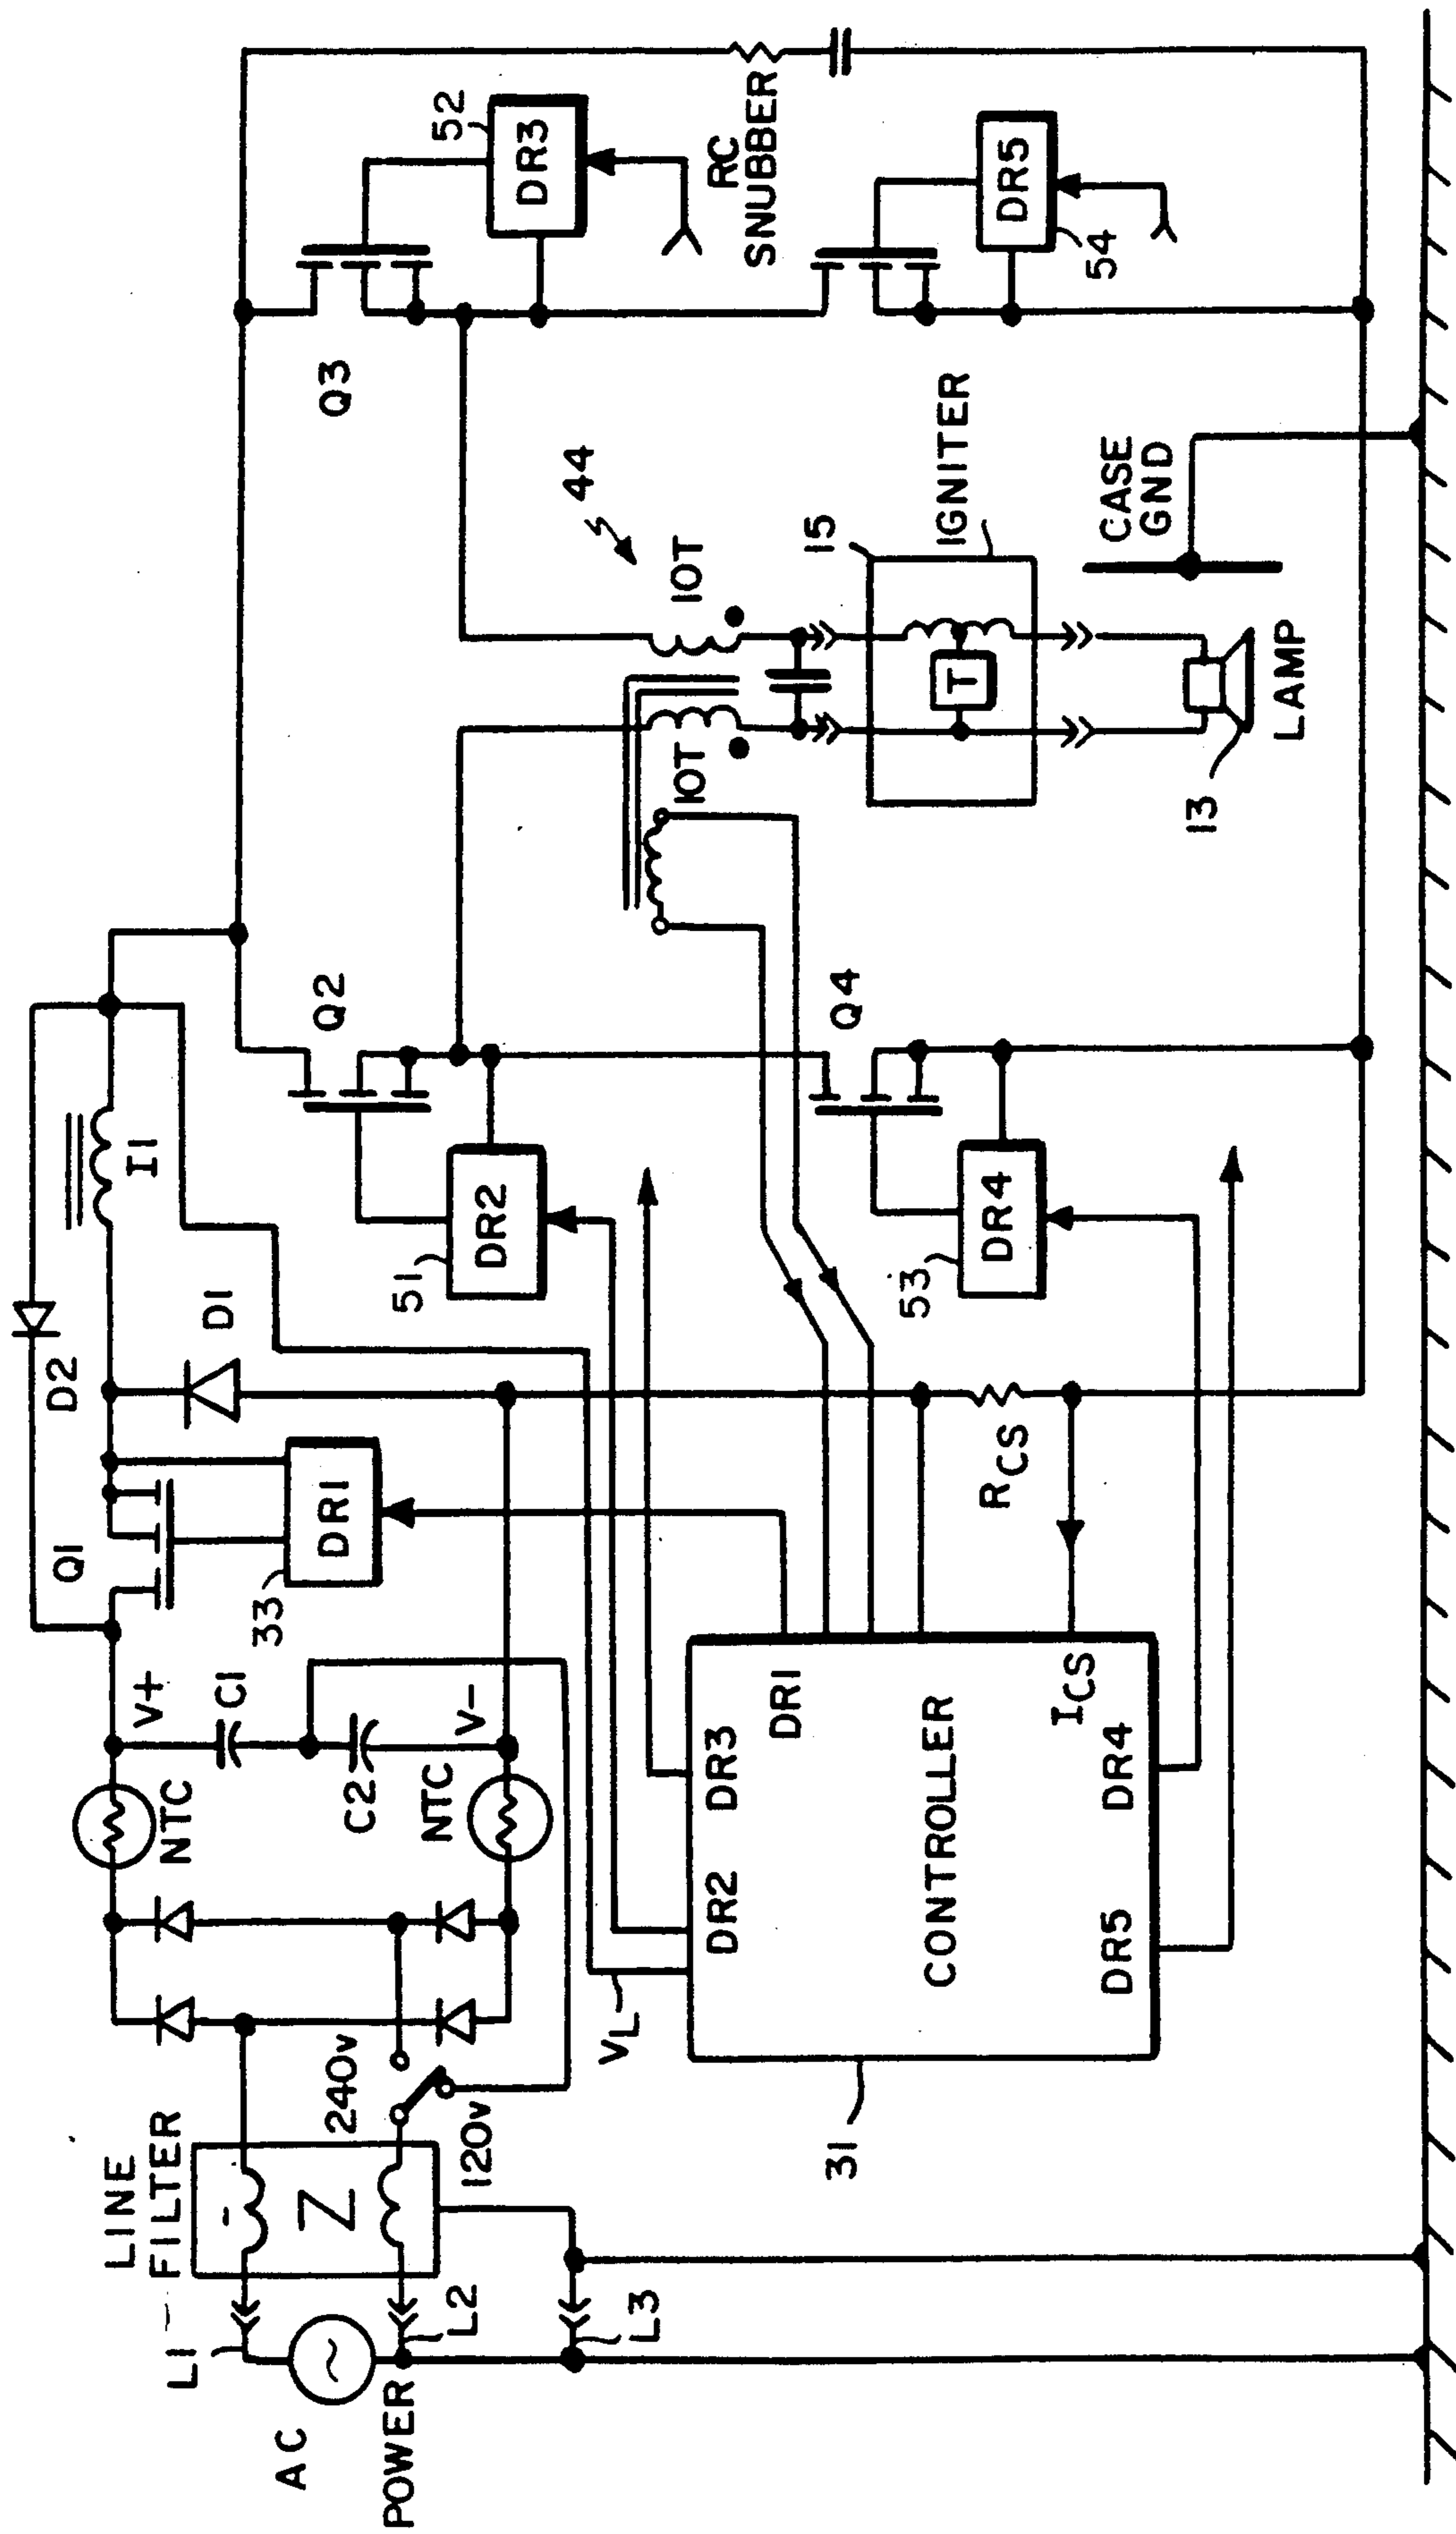 AC
POWER
L1
L2
L3
LINE
FILTER
Z
240v
120v
NTC
NTC
V+
C1
C2
V-
Q1
33
DR1
D2
D1
I1
VL
51
DR2
Q2
53
DR4
Q4
RCS
31
CONTROLLER
DR2
DR3
DR1
ICS
DR4
DR5
10T
10T
44
15
IGNITER
T
13
LAMP
CASE
GND
Q3
52
DR3
RC
SNUBBER
54
DR5